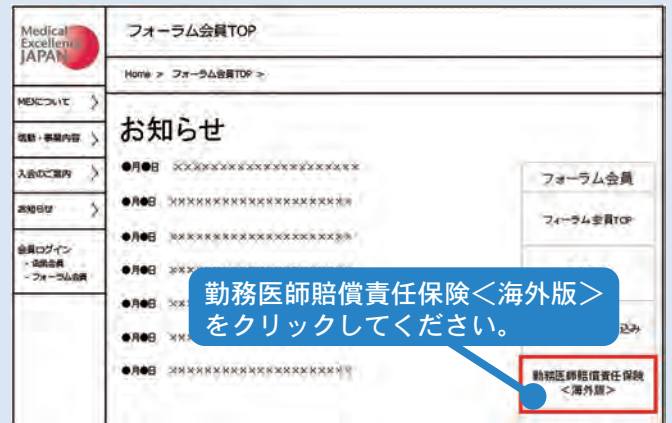 Medical
Excellence
JAPAN
フォーラム会員TOP
Home > フォーラム会員TOP >
MEJについて
活動・事業内容
入会のご案内
お知らせ
会員ログイン
- 協賛会員
- フォーラム会員
お知らせ
●月●日 ××××××××××××××××××××××
●月●日 ××××××××××××××××××××××
●月●日 ××××××××××××××××××××××
●月●日 ×××
●月●日 ×××
●月●日 ×××
●月●日 ××××××××××××××××××××××
フォーラム会員
フォーラム会員TOP
込み
勤務医師賠償責任保険
<海外版>
勤務医師賠償責任保険<海外版>
をクリックしてください。